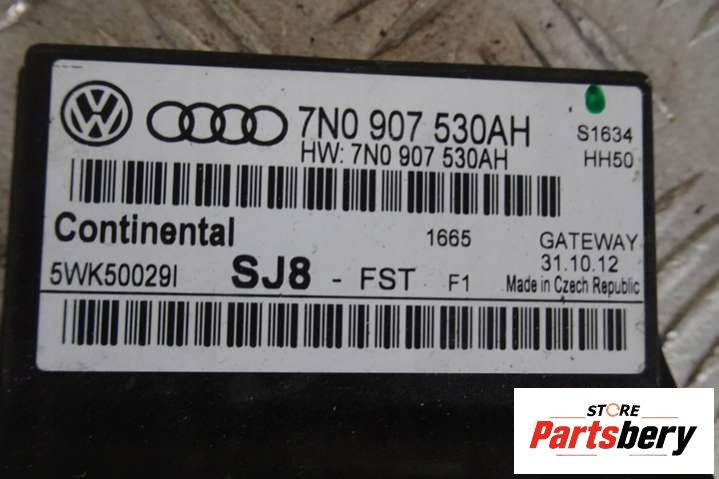 7N0 907 530AH
HW: 7N0 907 530AH
S1634
HH50
Continental
1665
GATEWAY
31.10.12
5WK50029I
SJ8 - FST F1
Made in Czech Republic
STORE
Partsbery